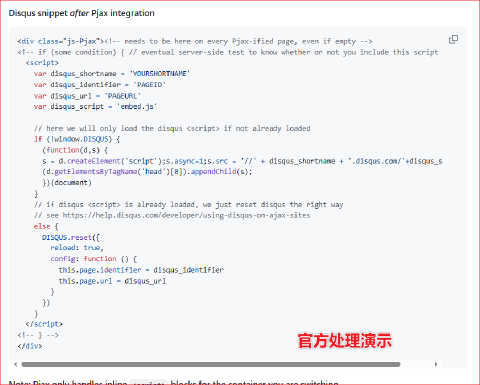 Disqus snippet after Pjax integration
<div class="js-Pjax"><!-- needs to be here on every Pjax-ified page, even if empty -->
<!-- if (some condition) { // eventual server-side test to know whether or not you include this script
<script>
var disqus_shortname = 'YOURSHORTNAME'
var disqus_identifier = 'PAGEID'
var disqus_url = 'PAGEURL'
var disqus_script = 'embed.js'
// here we will only load the disqus <script> if not already loaded
if (!window.DISQUS) {
(function(d,s) {
s = d.createElement('script');s.async=1;s.src = '//' + disqus_shortname + '.disqus.com/'+disqus_s
(d.getElementsByTagName('head')[0]).appendChild(s);
})(document)
}
// if disqus <script> is already loaded, we just reset disqus the right way
// see https://help.disqus.com/developer/using-disqus-on-ajax-sites
else {
DISQUS.reset({
reload: true,
config: function () {
this.page.identifier = disqus_identifier
this.page.url = disqus_url
}
})
}
</script>
<!-- } -->
</div>
官方处理演示
Note: Pjax only handles inline <script> blocks for the container you are switching